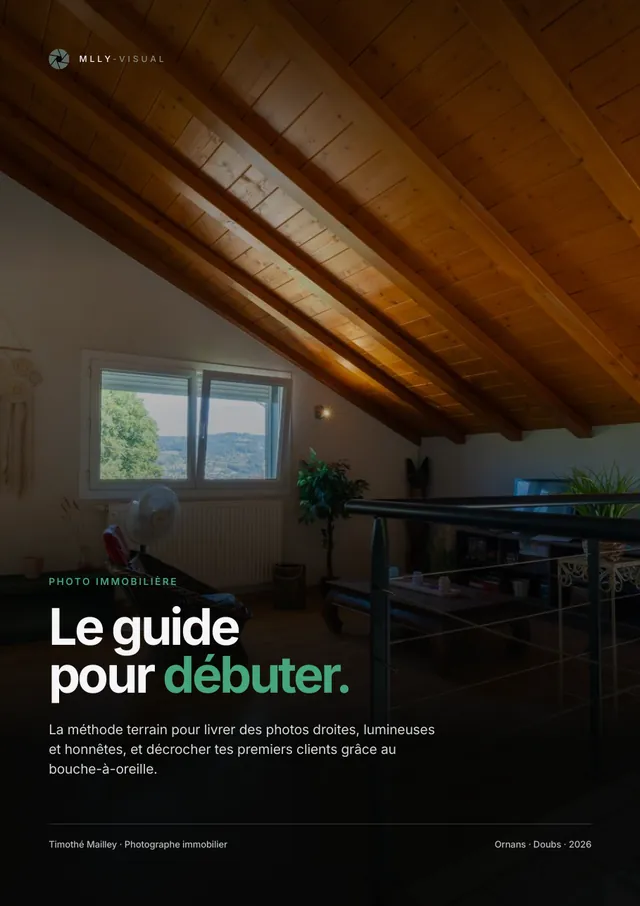 MLLY-VISUAL
PHOTO IMMOBILIÈRE
Le guide
pour débuter.
La méthode terrain pour livrer des photos droites, lumineuses
et honnêtes, et décrocher tes premiers clients grâce au
bouche-à-oreille.
Timothé Mailley · Photographe immobilier
Ornans · Doubs · 2026